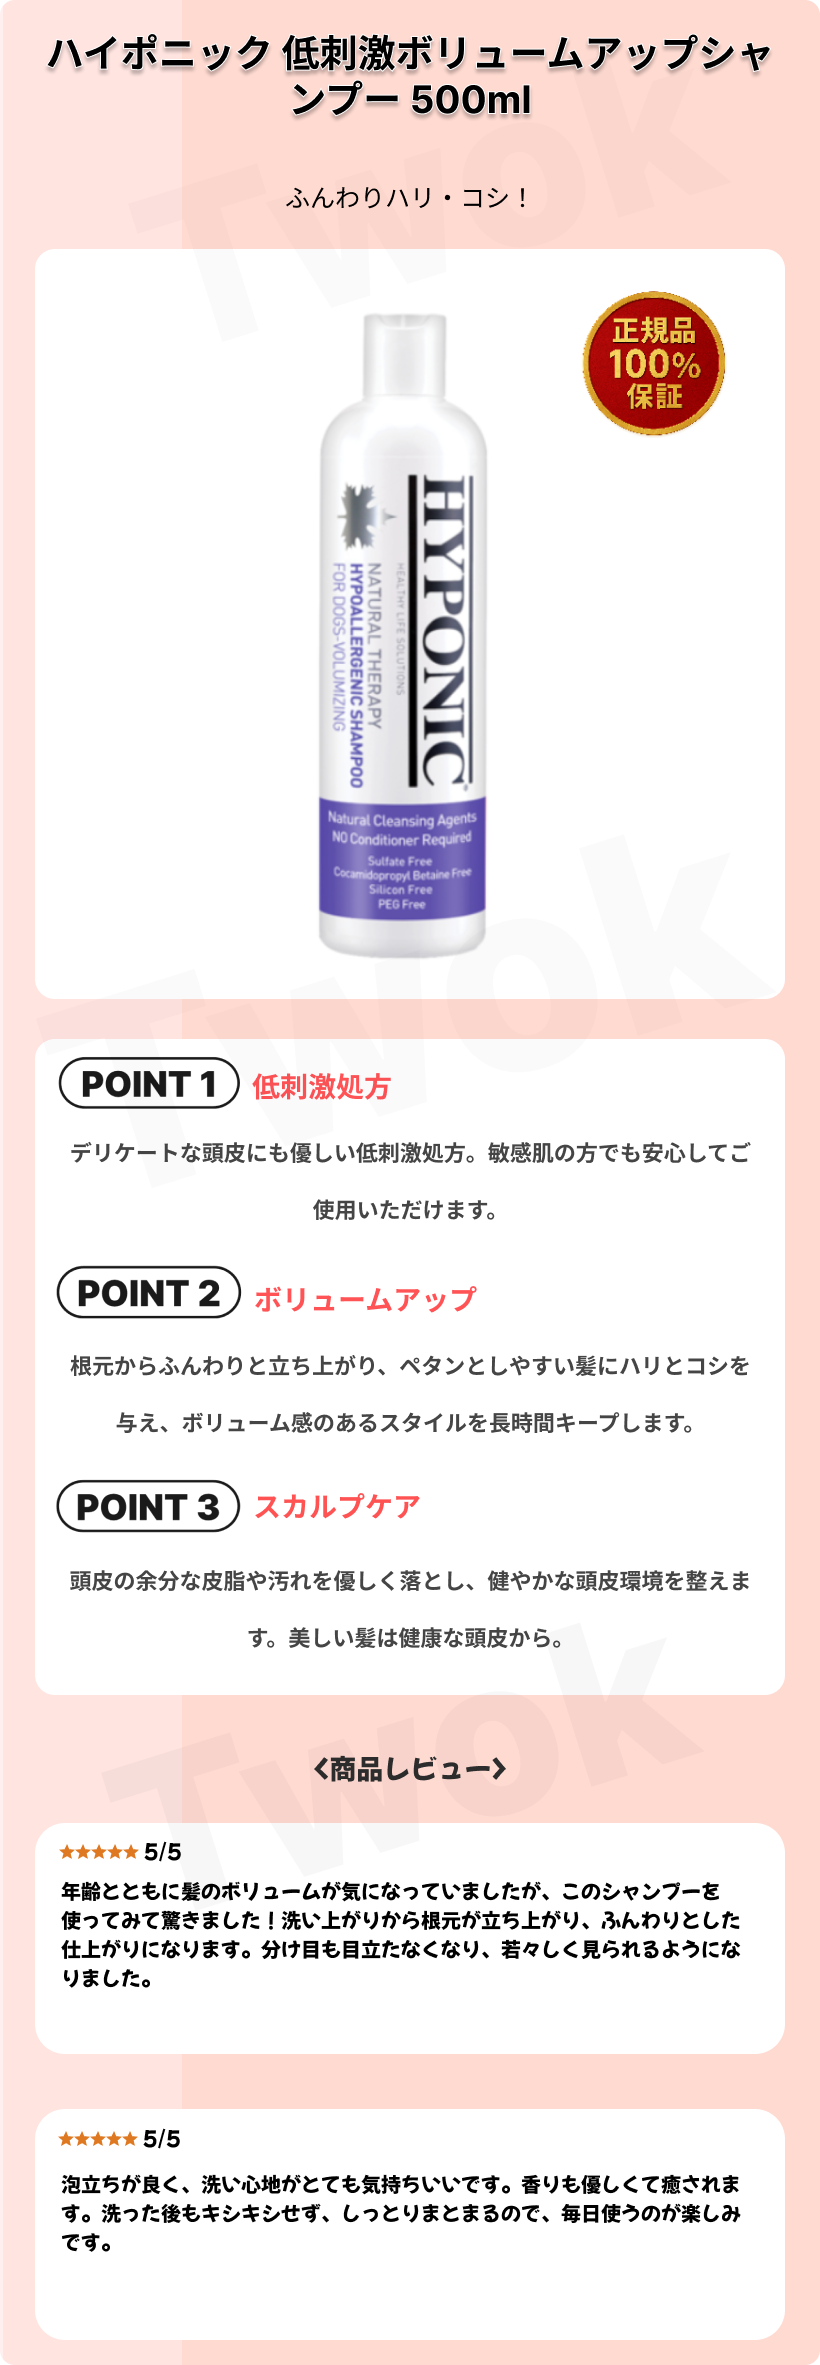 ハイポニック 低刺激ボリュームアップシャ
ンプー 500ml
ふんわりハリ・コシ！
正規品
100%
保証
HYPONIC
HEALTHY LIFE SOLUTIONS
NATURAL THERAPY
HYPOALLERGENIC SHAMPOO
FOR DOGS-VOLUMIZING
Natural Cleansing Agents
NO Conditioner Required
Sulfate Free
Cocamidopropyl Betaine Free
Silicon Free
PEG Free
POINT 1 低刺激処方
デリケートな頭皮にも優しい低刺激処方。敏感肌の方でも安心してご
使用いただけます。
POINT 2 ボリュームアップ
根元からふんわりと立ち上がり、ペタンとしやすい髪にハリとコシを
与え、ボリューム感のあるスタイルを長時間キープします。
POINT 3 スカルプケア
頭皮の余分な皮脂や汚れを優しく落とし、健やかな頭皮環境を整えま
す。美しい髪は健康な頭皮から。
<商品レビュー>
★★★★★ 5/5
年齢とともに髪のボリュームが気になっていましたが、このシャンプーを
使ってみて驚きました！洗い上がりから根元が立ち上がり、ふんわりとした
仕上がりになります。分け目も目立たなくなり、若々しく見られるようにな
りました。
★★★★★ 5/5
泡立ちが良く、洗い心地がとても気持ちいいです。香りも優しくて癒されま
す。洗った後もキシキシせず、しっとりまとまるので、毎日使うのが楽しみ
です。
Twok
Twok
Twok